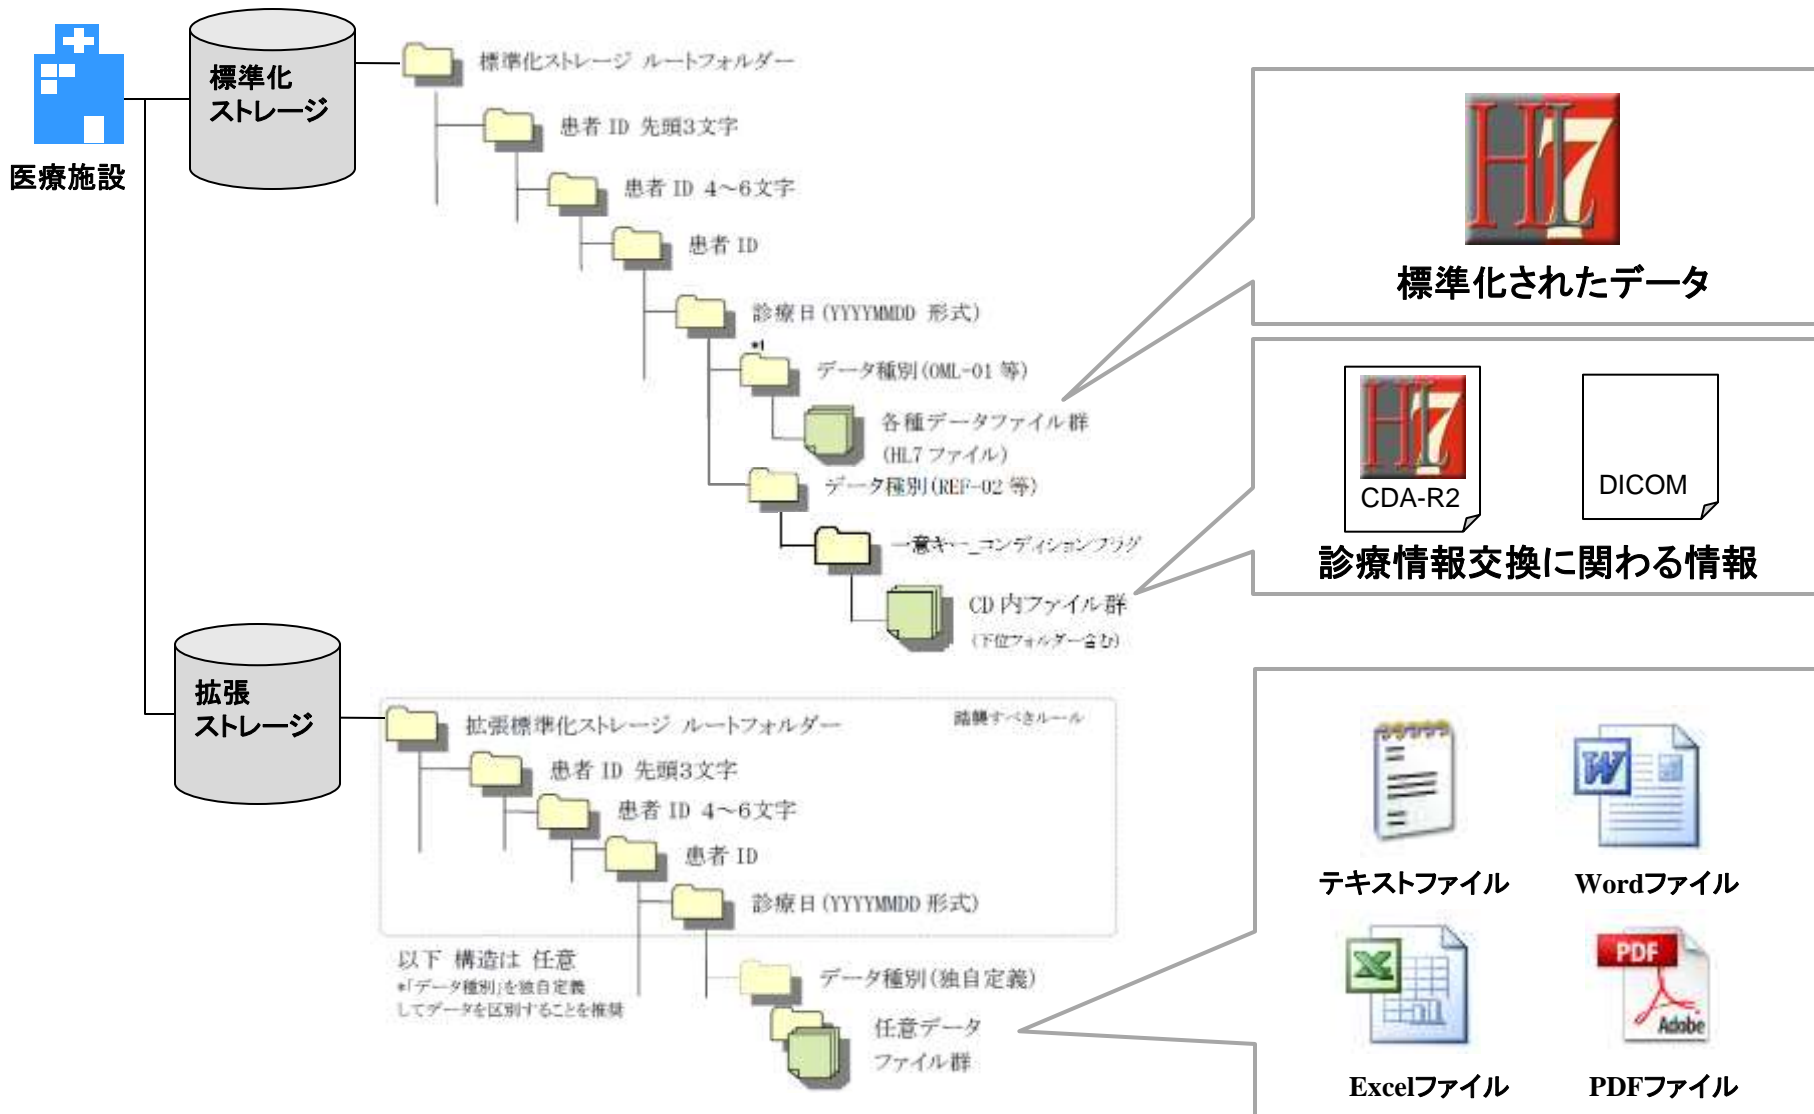 医療施設
標準化
ストレージ
標準化ストレージ ルートフォルダー
患者 ID 先頭3文字
患者 ID 4～6文字
患者 ID
診療日(YYYYMMDD 形式)
*1
データ種別(OML-01 等)
各種データファイル群
(HL7 ファイル)
データ種別(REF-02 等)
一意キー_コンディションフラグ
CD 内ファイル群
(下位フォルダー含む)
HL7
標準化されたデータ
HL7
CDA-R2
DICOM
診療情報交換に関わる情報
拡張
ストレージ
拡張標準化ストレージ ルートフォルダー
踏襲すべきルール
患者 ID 先頭3文字
患者 ID 4～6文字
患者 ID
診療日(YYYYMMDD 形式)
以下 構造は 任意
*「データ種別」を独自定義
してデータを区別することを推奨
データ種別(独自定義)
任意データ
ファイル群
W
テキストファイル
Wordファイル
X
PDF
Adobe
Excelファイル
PDFファイル